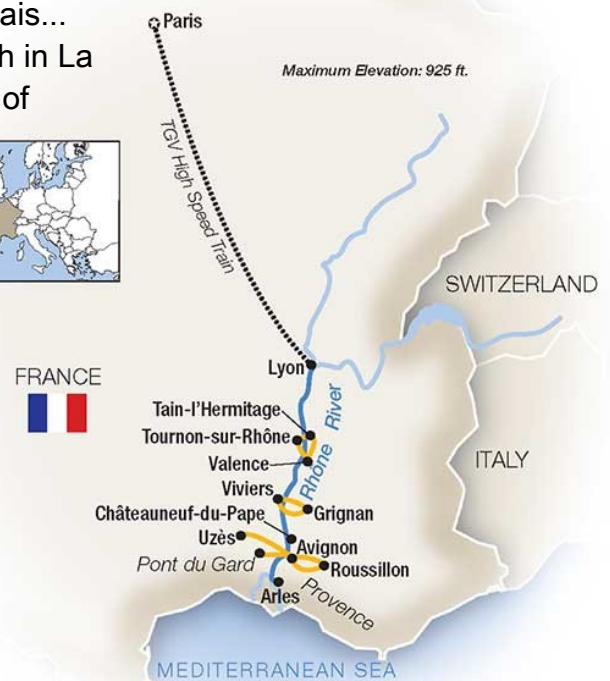 ais...
h in La
of
Paris
Maximum Elevation: 925 ft.
TGV High Speed Train
SWITZERLAND
Lyon
FRANCE
Rhône River
Tain-l'Hermitage
Tournon-sur-Rhône
Valence
ITALY
Viviers
Grignan
Châteauneuf-du-Pape
Uzès
Avignon
Pont du Gard
Roussillon
Arles
Provence
MEDITERRANEAN SEA